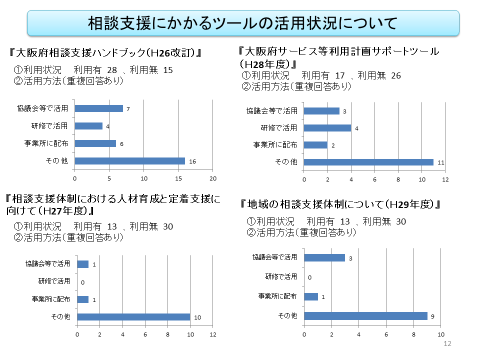 相談支援にかかるツールの活用状況について
『大阪府相談支援ハンドブック(H26改訂)』
①利用状況　利用有 28 ，利用無 15
②活用方法(重複回答あり)
協議会等で活用 7
研修で活用 4
事業所に配布 6
その他 16
0 5 10 15 20
『大阪府サービス等利用計画サポートツール
(H28年度)』
①利用状況　利用有 17 ，利用無 26
②活用方法(重複回答あり)
協議会等で活用 3
研修で活用 4
事業所に配布 2
その他 11
0 2 4 6 8 10 12
『相談支援体制における人材育成と定着支援に
向けて(H27年度)』
①利用状況　利用有 13 ，利用無 30
②活用方法(重複回答あり)
協議会等で活用 1
研修で活用 0
事業所に配布 1
その他 10
0 2 4 6 8 10 12
『地域の相談支援体制について(H29年度)』
①利用状況　利用有 13 ，利用無 30
②活用方法(重複回答あり)
協議会等で活用 3
研修で活用 0
事業所に配布 1
その他 9
0 2 4 6 8 10
12